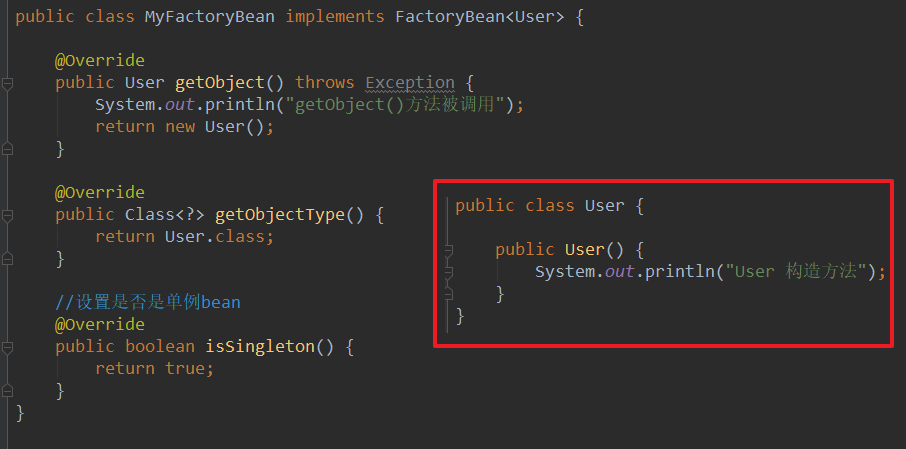 public class MyFactoryBean implements FactoryBean<User> {
@Override
public User getObject() throws Exception {
System.out.println("getObject()方法被调用");
return new User();
}
@Override
public Class<?> getObjectType() {
return User.class;
}
//设置是否是单例bean
@Override
public boolean isSingleton() {
return true;
}
}
public class User {
public User() {
System.out.println("User 构造方法");
}
}